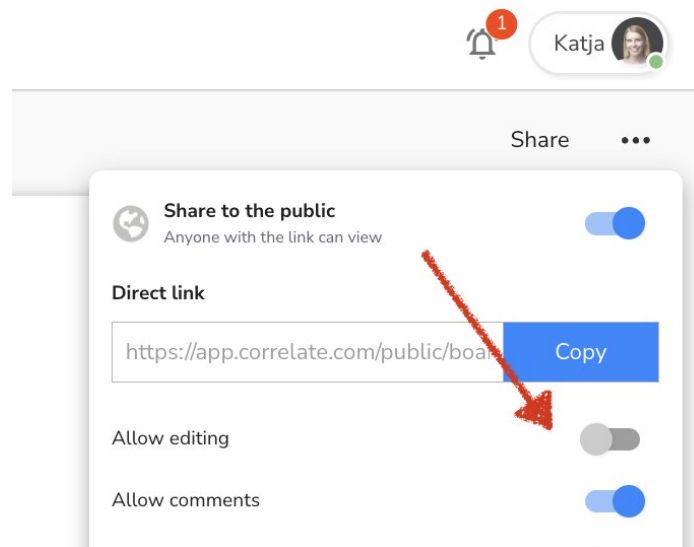 1
Katja
Share
Share to the public
Anyone with the link can view
Direct link
https://app.correlate.com/public/boar
Copy
Allow editing
Allow comments